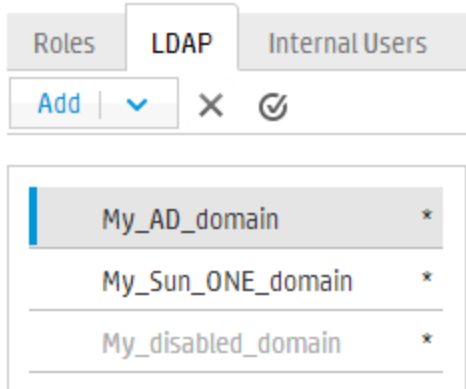 Roles LDAP Internal Users
Add
My_AD_domain *
My_Sun_ONE_domain *
My_disabled_domain *